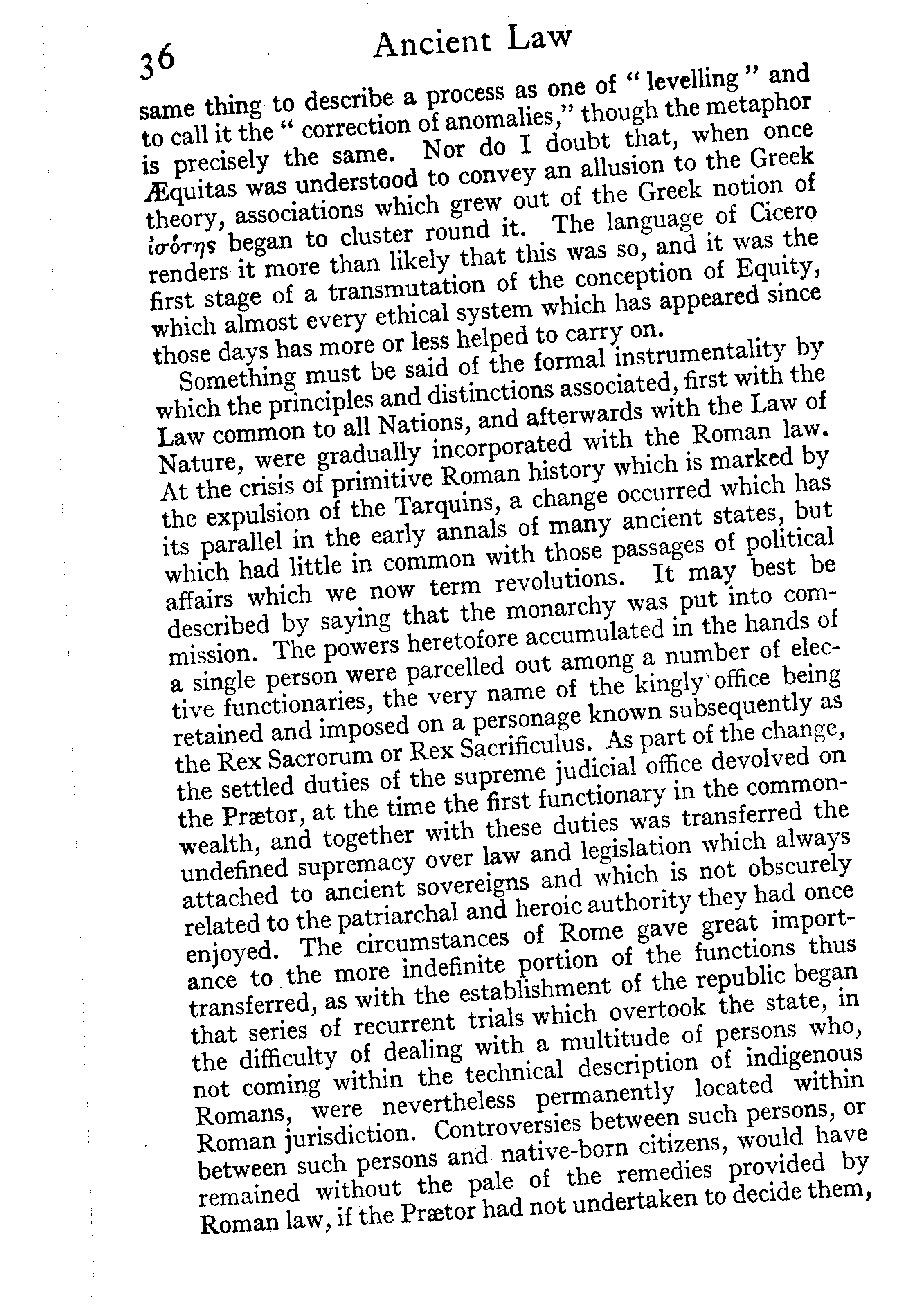 36 Ancient Law
same thing to describe a process as one of “ levelling ” and
to call it the “ correction of anomalies,” though the metaphor
is precisely the same. Nor do I doubt that, when once
Æquitas was understood to convey an allusion to the Greek
theory, associations which grew out of the Greek notion of
ἰσότης began to cluster round it. The language of Cicero
renders it more than likely that this was so, and it was the
first stage of a transmutation of the conception of Equity,
which almost every ethical system which has appeared since
those days has more or less helped to carry on.
Something must be said of the formal instrumentality by
which the principles and distinctions associated, first with the
Law common to all Nations, and afterwards with the Law of
Nature, were gradually incorporated with the Roman law.
At the crisis of primitive Roman history which is marked by
the expulsion of the Tarquins, a change occurred which has
its parallel in the early annals of many ancient states, but
which had little in common with those passages of political
affairs which we now term revolutions. It may best be
described by saying that the monarchy was put into com-
mission. The powers heretofore accumulated in the hands of
a single person were parcelled out among a number of elec-
tive functionaries, the very name of the kingly office being
retained and imposed on a personage known subsequently as
the Rex Sacrorum or Rex Sacrificulus. As part of the change,
the settled duties of the supreme judicial office devolved on
the Prætor, at the time the first functionary in the common-
wealth, and together with these duties was transferred the
undefined supremacy over law and legislation which always
attached to ancient sovereigns and which is not obscurely
related to the patriarchal and heroic authority they had once
enjoyed. The circumstances of Rome gave great import-
ance to the more indefinite portion of the functions thus
transferred, as with the establishment of the republic began
that series of recurrent trials which overtook the state, in
the difficulty of dealing with a multitude of persons who,
not coming within the technical description of indigenous
Romans, were nevertheless permanently located within
Roman jurisdiction. Controversies between such persons, or
between such persons and native-born citizens, would have
remained without the pale of the remedies provided by
Roman law, if the Prætor had not undertaken to decide them,